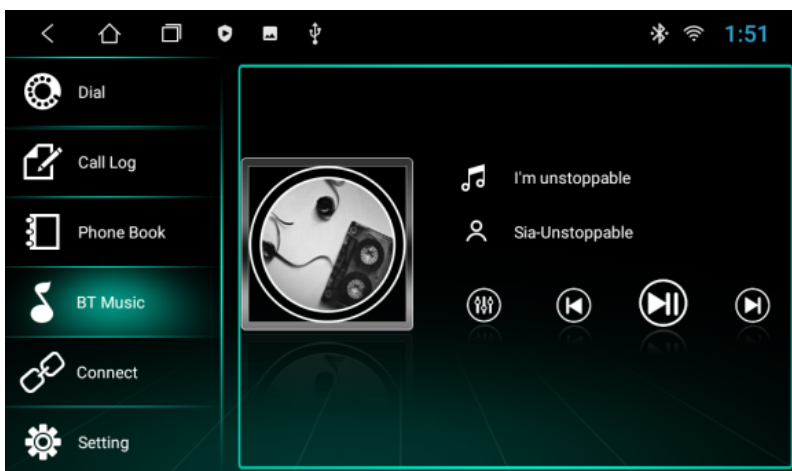 1:51
Dial
Call Log
Phone Book
BT Music
Connect
Setting
I'm unstoppable
Sia-Unstoppable